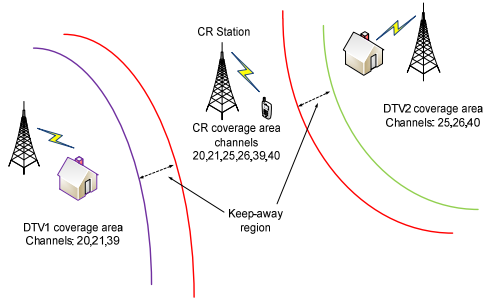 CR Station
DTV2 coverage area
Channels: 25,26,40
CR coverage area
channels
20,21,25,26,39,40
Keep-away
region
DTV1 coverage area
Channels: 20,21,39